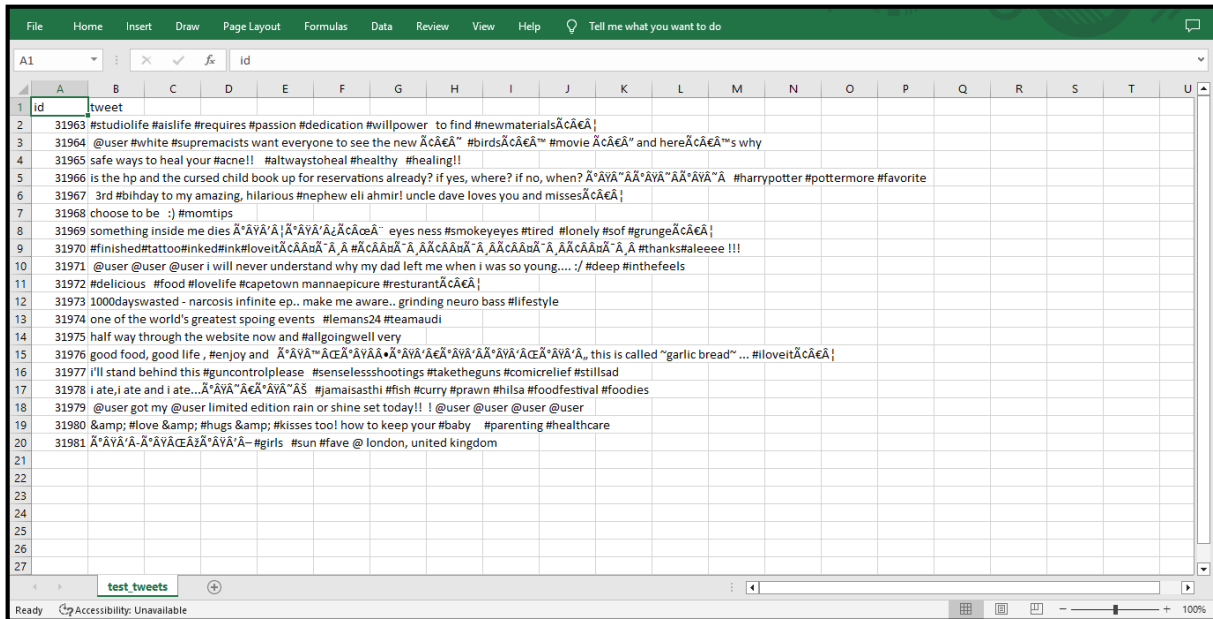 File Home Insert Draw Page Layout Formulas Data Review View Help Tell me what you want to do
A1 fx id
A B C D E F G H I J K L M N O P Q R S T U
1 id tweet
2 31963 #studiolife #aislife #requires #passion #dedication #willpower to find #newmaterialsÃ¢Â€Â¦
3 31964 @user #white #supremacists want everyone to see the new Ã¢Â€Â˜ #birdsÃ¢Â€Â™ #movie Ã¢Â€Â” and hereÃ¢Â€Â™s why
4 31965 safe ways to heal your #acne!! #altwaystoheal #healthy #healing!!
5 31966 is the hp and the cursed child book up for reservations already? if yes, where? if no, when? #harrypotter #pottermore #favorite
6 31967 3rd #bihday to my amazing, hilarious #nephew eli ahmir! uncle dave loves you and missesÃ¢Â€Â¦
7 31968 choose to be :) #momtips
8 31969 something inside me dies eyes ness #smokeyeyes #tired #lonely #sof #grungeÃ¢Â€Â¦
9 31970 #finished#tattoo#inked#ink#loveit #thanks#aleeee !!!
10 31971 @user @user @user i will never understand why my dad left me when i was so young.... :/ #deep #inthefeels
11 31972 #delicious #food #lovelife #capetown mannaepicure #resturantÃ¢Â€Â¦
12 31973 1000dayswasted - narcosis infinite ep.. make me aware.. grinding neuro bass #lifestyle
13 31974 one of the world's greatest spoing events #lemans24 #teamaudi
14 31975 half way through the website now and #allgoingwell very
15 31976 good food, good life , #enjoy and this is called ~garlic bread~ ... #iloveitÃ¢Â€Â¦
16 31977 i'll stand behind this #guncontrolplease #senselessshootings #taketheguns #comicrelief #stillsad
17 31978 i ate,i ate and i ate... #jamaisasthi #fish #curry #prawn #hilsa #foodfestival #foodies
18 31979 @user got my @user limited edition rain or shine set today!! ! @user @user @user @user
19 31980 &amp; #love &amp; #hugs &amp; #kisses too! how to keep your #baby #parenting #healthcare
20 31981 #girls #sun #fave @ london, united kingdom
21
22
23
24
25
26
27
test_tweets
Ready Accessibility: Unavailable 100%